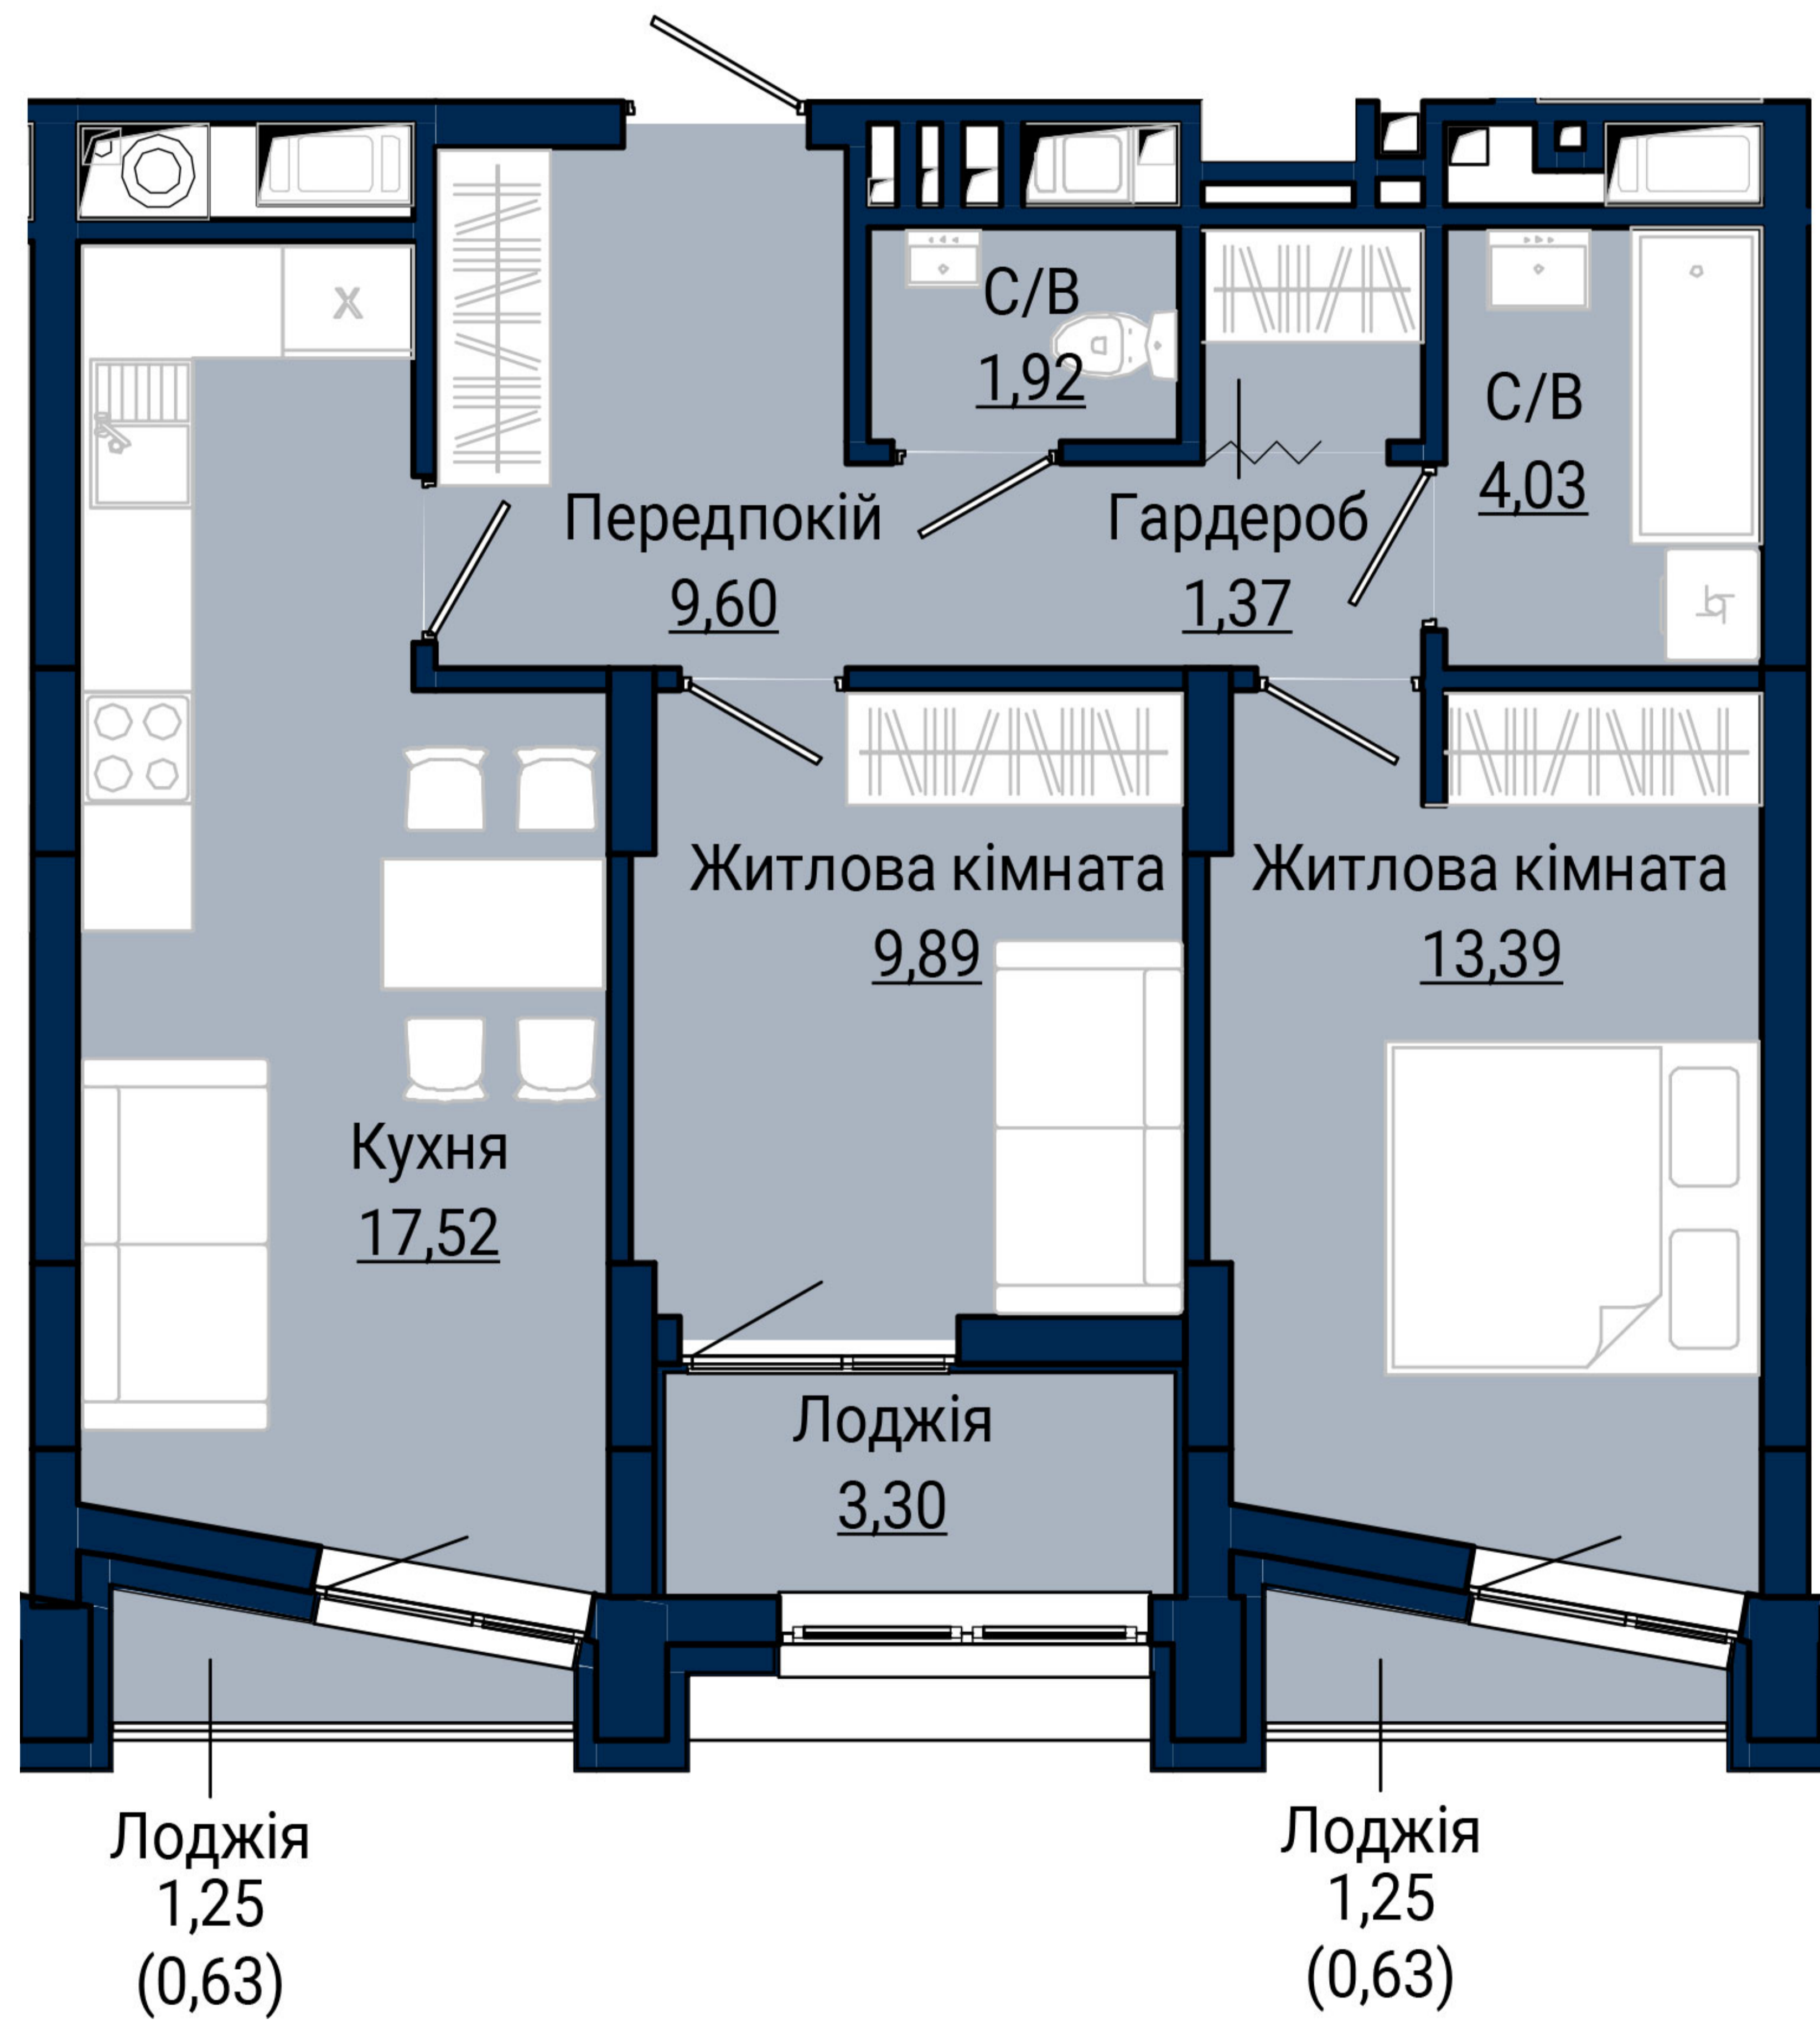 С/В
1,92
С/В
4,03
Передпокій
9,60
Гардероб
1,37
Житлова кімната
9,89
Житлова кімната
13,39
Кухня
17,52
Лоджія
3,30
Лоджія
1,25
(0,63)
Лоджія
1,25
(0,63)
X